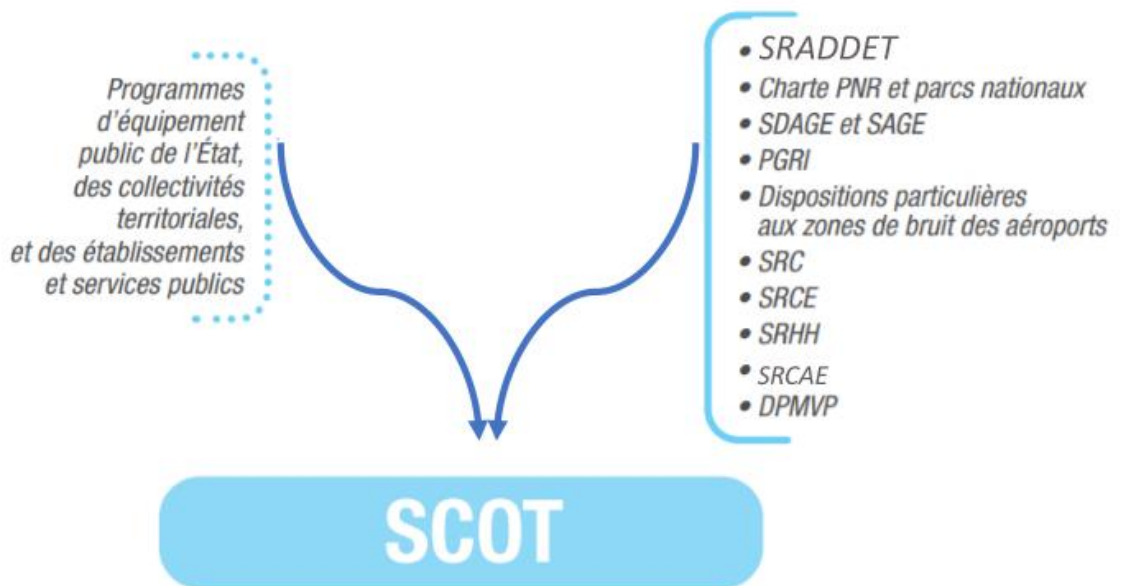 Programmes
d'équipement
public de l'État,
des collectivités
territoriales,
et des établissements
et services publics
• SRADDET
• Charte PNR et parcs nationaux
• SDAGE et SAGE
• PGRI
• Dispositions particulières
aux zones de bruit des aéroports
• SRC
• SRCE
• SRHH
• SRCAE
• DPMVP
SCOT